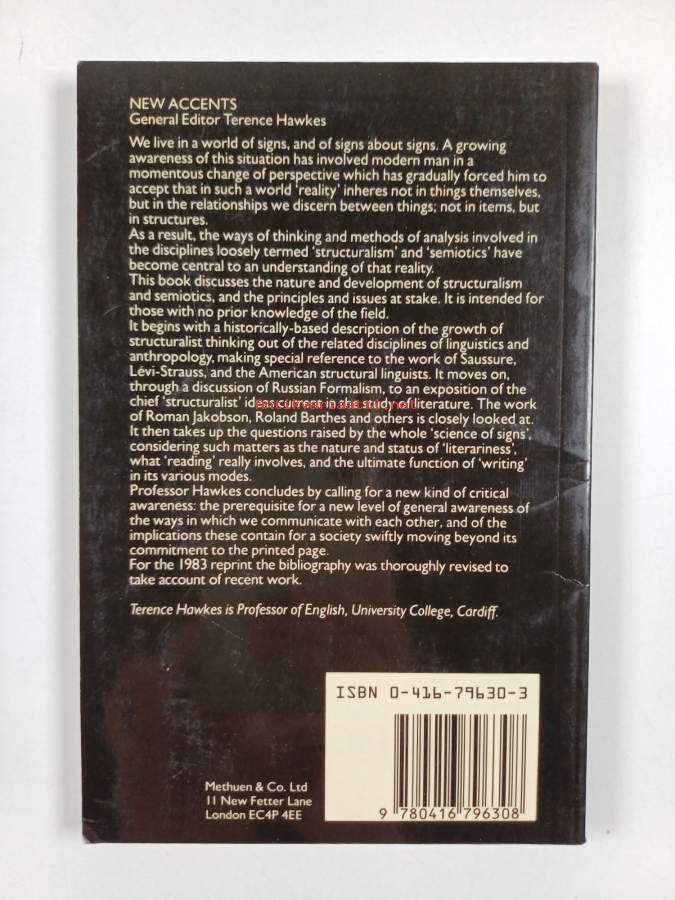 NEW ACCENTS
General Editor Terence Hawkes
We live in a world of signs, and of signs about signs. A growing
awareness of this situation has involved modern man in a
momentous change of perspective which has gradually forced him to
accept that in such a world ‘reality’ inheres not in things themselves,
but in the relationships we discern between things; not in items, but
in structures.
As a result, the ways of thinking and methods of analysis involved in
the disciplines loosely termed ‘structuralism’ and ‘semiotics’ have
become central to an understanding of that reality.
This book discusses the nature and development of structuralism
and semiotics, and the principles and issues at stake. It is intended for
those with no prior knowledge of the field.
It begins with a historically-based description of the growth of
structuralist thinking out of the related disciplines of linguistics and
anthropology, making special reference to the work of Saussure,
Lévi-Strauss, and the American structural linguists. It moves on,
through a discussion of Russian Formalism, to an exposition of the
chief ‘structuralist’ ideas current in the study of literature. The work
of Roman Jakobson, Roland Barthes and others is closely looked at.
It then takes up the questions raised by the whole ‘science of signs’,
considering such matters as the nature and status of ‘literariness’,
what ‘reading’ really involves, and the ultimate function of ‘writing’
in its various modes.
Professor Hawkes concludes by calling for a new kind of critical
awareness: the prerequisite for a new level of general awareness of
the ways in which we communicate with each other, and of the
implications these contain for a society swiftly moving beyond its
commitment to the printed page.
For the 1983 reprint the bibliography was thoroughly revised to
take account of recent work.
Terence Hawkes is Professor of English, University College, Cardiff.
ISBN 0-416-79630-3
9 780416 796308
Methuen & Co. Ltd
11 New Fetter Lane
London EC4P 4EE